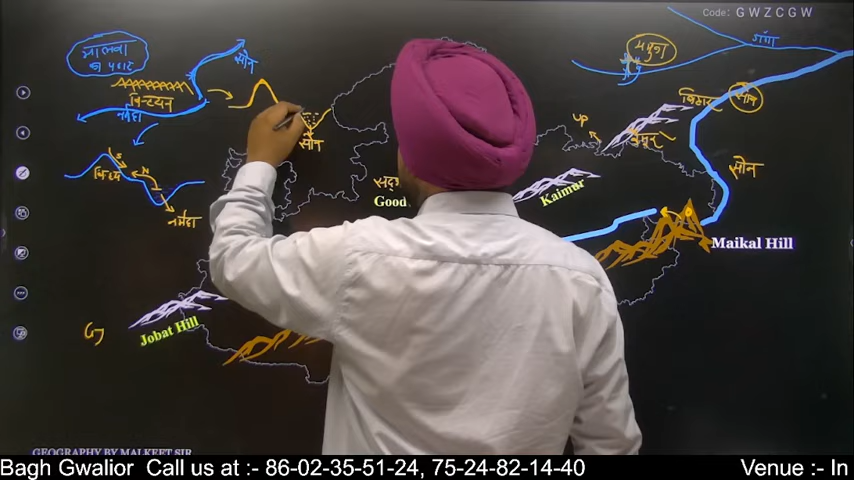 Code: G W Z C G W
मालवा
का पठार
सोन
यमुना
गंगा
विन्ध्यन
नर्मदा
सोन
बिहार
सोन
UP
कैमूर
सोन
S
N
विन्ध्य
नर्मदा
Good
Kaimur
Maikal Hill
Jobat Hill
GEOGRAPHY BY MALKEET SIR
Bagh Gwalior Call us at :- 86-02-35-51-24, 75-24-82-14-40 Venue :- In